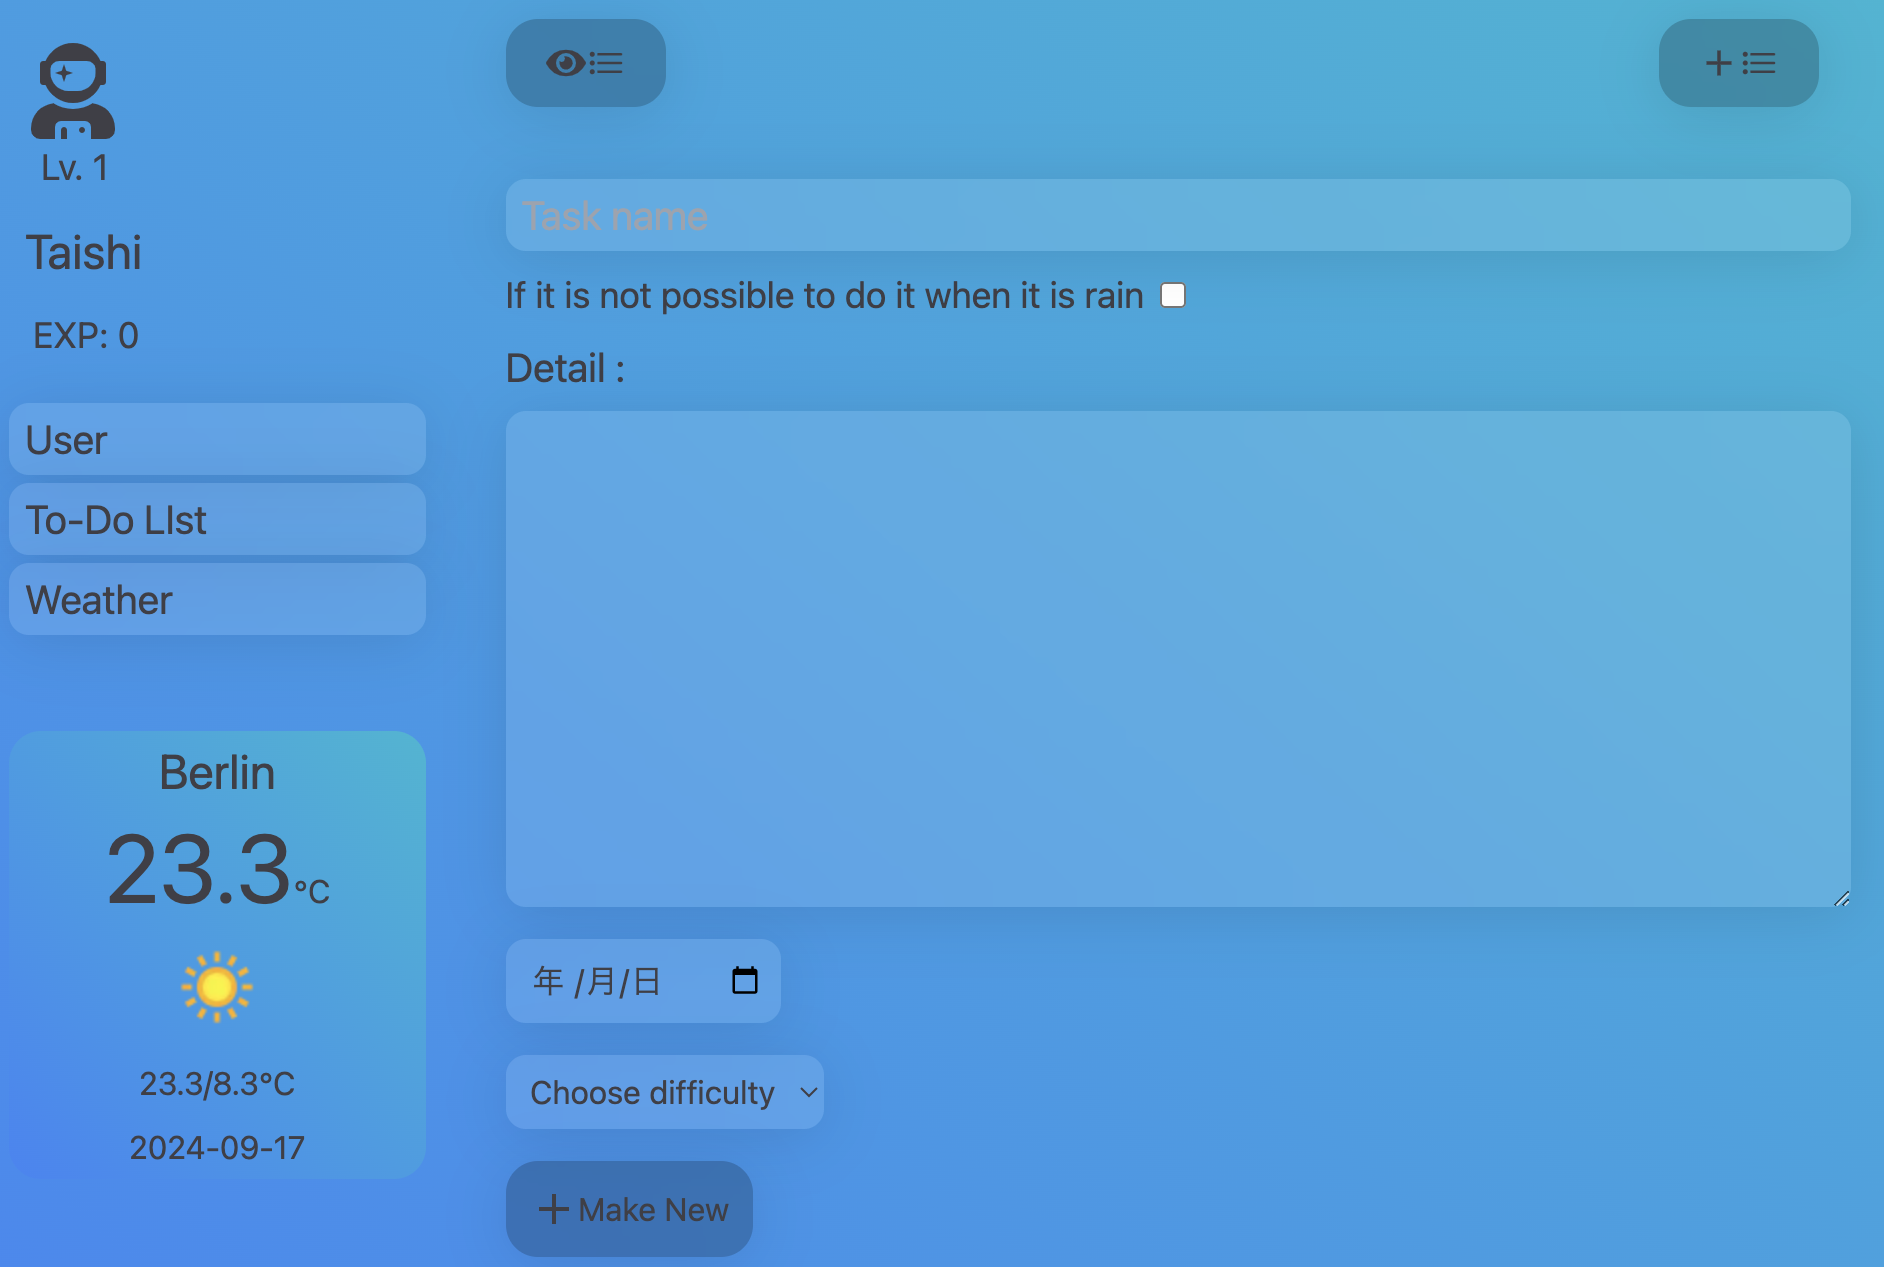 Lv. 1
Taishi
EXP: 0
User
To-Do LIst
Weather
Berlin
23.3°C
23.3/8.3°C
2024-09-17
Task name
If it is not possible to do it when it is rain
Detail :
年 /月/日
Choose difficulty
Make New